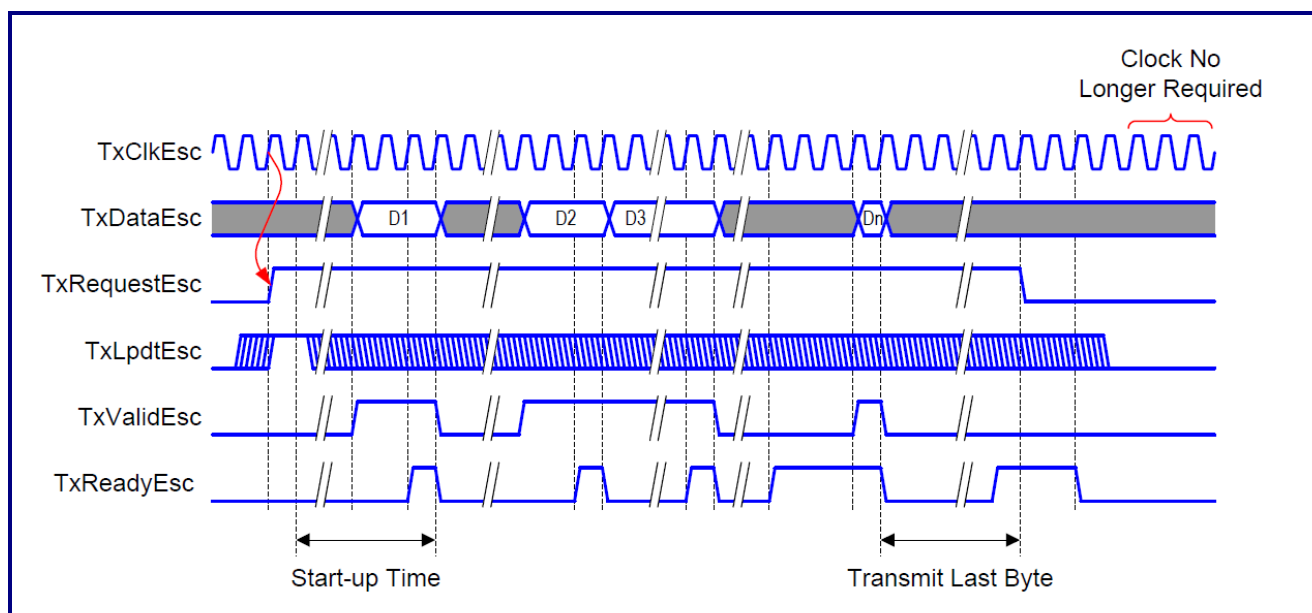 Clock No
Longer Required
TxClkEsc
TxDataEsc
D1
D2
D3
Dn
TxRequestEsc
TxLpdtEsc
TxValidEsc
TxReadyEsc
Start-up Time
Transmit Last Byte